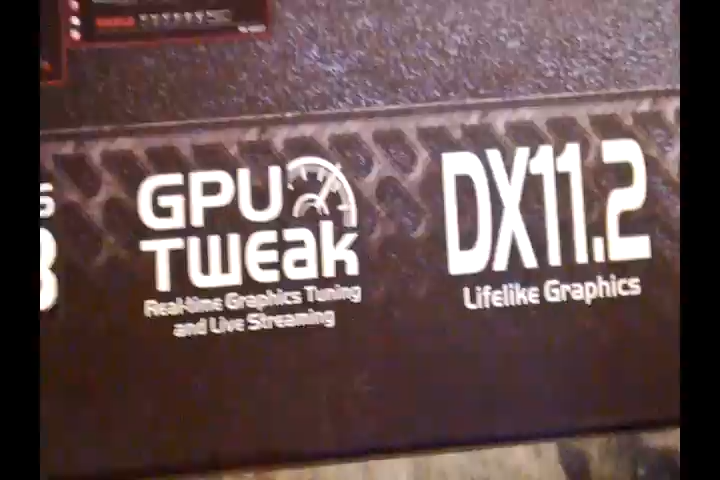 GPU
TWEAK
Real-time Graphics Tuning
and Live Streaming
DX11.2
Lifelike Graphics